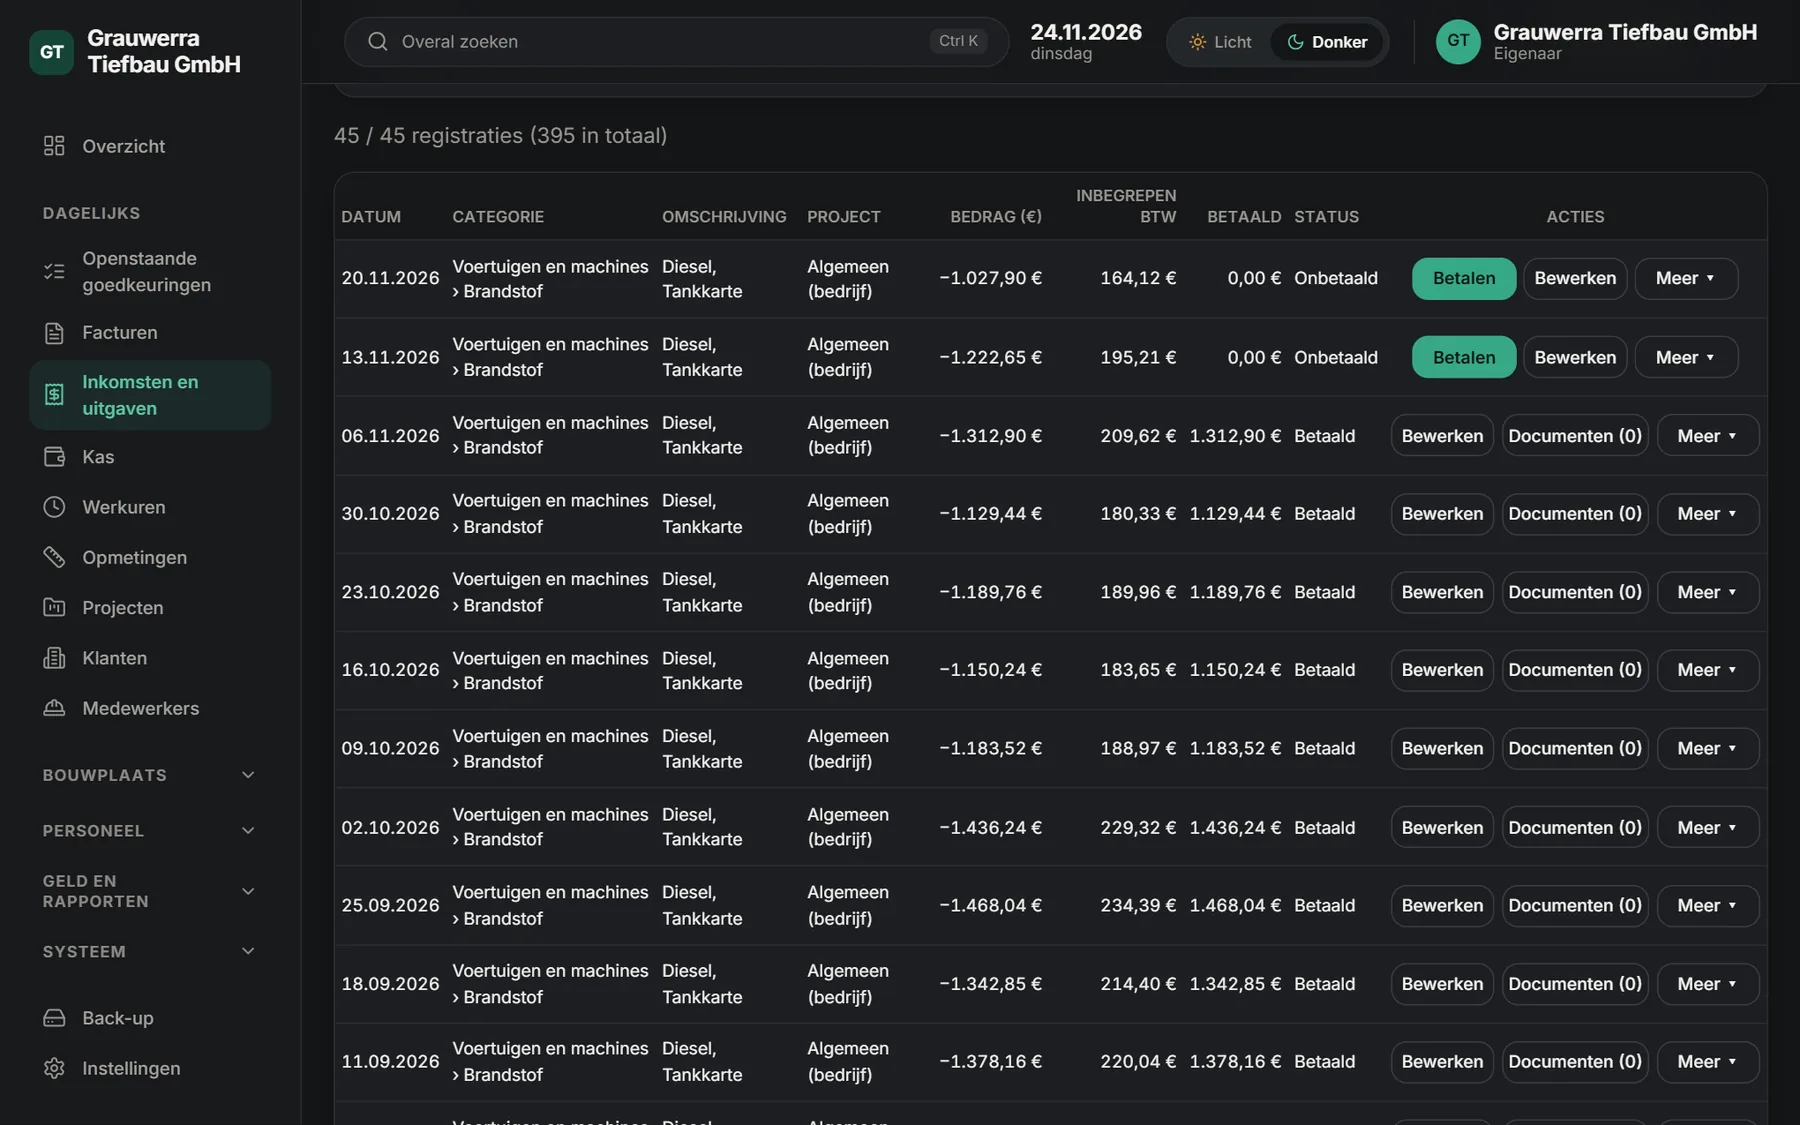 GT
Grauwerra
Tiefbau GmbH
Overal zoeken
Ctrl K
24.11.2026
dinsdag
Licht
Donker
GT
Grauwerra Tiefbau GmbH
Eigenaar
Overzicht
DAGELIJKS
Openstaande
goedkeuringen
Facturen
Inkomsten en
uitgaven
Kas
Werkuren
Opmetingen
Projecten
Klanten
Medewerkers
BOUWPLAATS
PERSONEEL
GELD EN
RAPPORTEN
SYSTEEM
Back-up
Instellingen
45 / 45 registraties (395 in totaal)
DATUM CATEGORIE OMSCHRIJVING PROJECT BEDRAG (€) INBEGREPEN BTW BETAALD STATUS ACTIES
20.11.2026 Voertuigen en machines › Brandstof Diesel, Tankkarte Algemeen (bedrijf) −1.027,90 € 164,12 € 0,00 € Onbetaald Betalen Bewerken Meer ▾
13.11.2026 Voertuigen en machines › Brandstof Diesel, Tankkarte Algemeen (bedrijf) −1.222,65 € 195,21 € 0,00 € Onbetaald Betalen Bewerken Meer ▾
06.11.2026 Voertuigen en machines › Brandstof Diesel, Tankkarte Algemeen (bedrijf) −1.312,90 € 209,62 € 1.312,90 € Betaald Bewerken Documenten (0) Meer ▾
30.10.2026 Voertuigen en machines › Brandstof Diesel, Tankkarte Algemeen (bedrijf) −1.129,44 € 180,33 € 1.129,44 € Betaald Bewerken Documenten (0) Meer ▾
23.10.2026 Voertuigen en machines › Brandstof Diesel, Tankkarte Algemeen (bedrijf) −1.189,76 € 189,96 € 1.189,76 € Betaald Bewerken Documenten (0) Meer ▾
16.10.2026 Voertuigen en machines › Brandstof Diesel, Tankkarte Algemeen (bedrijf) −1.150,24 € 183,65 € 1.150,24 € Betaald Bewerken Documenten (0) Meer ▾
09.10.2026 Voertuigen en machines › Brandstof Diesel, Tankkarte Algemeen (bedrijf) −1.183,52 € 188,97 € 1.183,52 € Betaald Bewerken Documenten (0) Meer ▾
02.10.2026 Voertuigen en machines › Brandstof Diesel, Tankkarte Algemeen (bedrijf) −1.436,24 € 229,32 € 1.436,24 € Betaald Bewerken Documenten (0) Meer ▾
25.09.2026 Voertuigen en machines › Brandstof Diesel, Tankkarte Algemeen (bedrijf) −1.468,04 € 234,39 € 1.468,04 € Betaald Bewerken Documenten (0) Meer ▾
18.09.2026 Voertuigen en machines › Brandstof Diesel, Tankkarte Algemeen (bedrijf) −1.342,85 € 214,40 € 1.342,85 € Betaald Bewerken Documenten (0) Meer ▾
11.09.2026 Voertuigen en machines › Brandstof Diesel, Tankkarte Algemeen (bedrijf) −1.378,16 € 220,04 € 1.378,16 € Betaald Bewerken Documenten (0) Meer ▾